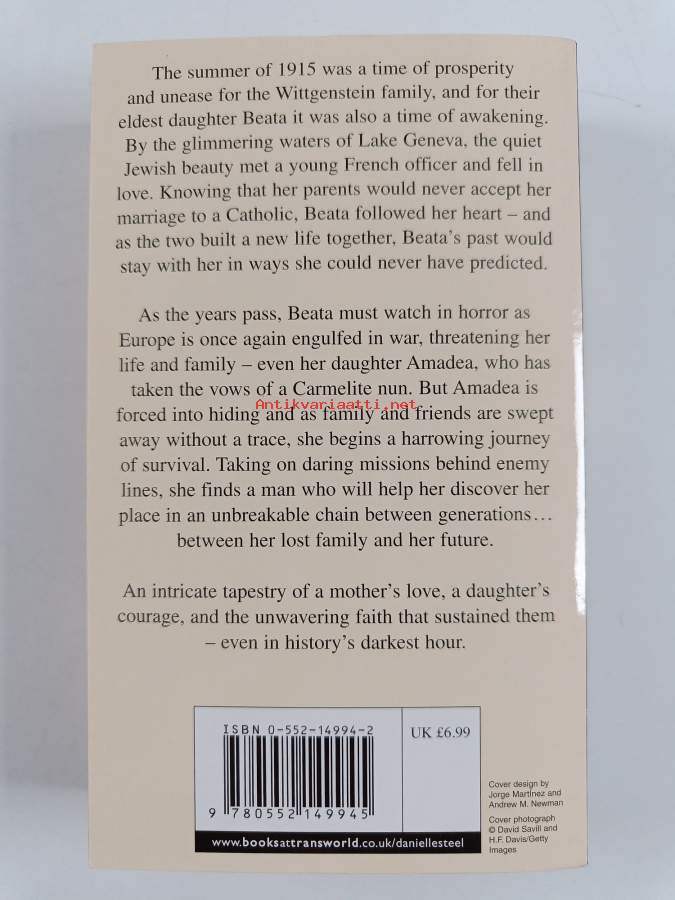 The summer of 1915 was a time of prosperity
and unease for the Wittgenstein family, and for their
eldest daughter Beata it was also a time of awakening.
By the glimmering waters of Lake Geneva, the quiet
Jewish beauty met a young French officer and fell in
love. Knowing that her parents would never accept her
marriage to a Catholic, Beata followed her heart – and
as the two built a new life together, Beata's past would
stay with her in ways she could never have predicted.
As the years pass, Beata must watch in horror as
Europe is once again engulfed in war, threatening her
life and family – even her daughter Amadea, who has
taken the vows of a Carmelite nun. But Amadea is
Antikvariaatti.net
forced into hiding and as family and friends are swept
away without a trace, she begins a harrowing journey
of survival. Taking on daring missions behind enemy
lines, she finds a man who will help her discover her
place in an unbreakable chain between generations...
between her lost family and her future.
An intricate tapestry of a mother's love, a daughter's
courage, and the unwavering faith that sustained them
– even in history's darkest hour.
ISBN 0-552-14994-2
UK £6.99
9 780552 149945
www.booksattransworld.co.uk/daniellesteel
Cover design by
Jorge Martínez and
Andrew M. Newman
Cover photograph
© David Savill and
H.F. Davis/Getty
Images